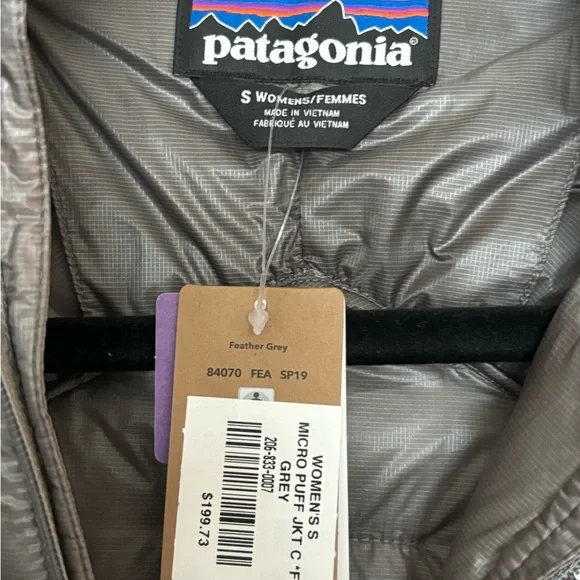 patagonia®
S WOMENS/FEMMES
MADE IN VIETNAM
FABRIQUÉ AU VIETNAM
Feather Grey
84070 FEA SP19
WOMEN'S S
MICRO PUFF JKT C *F
GREY
206-833-0007
$199.73